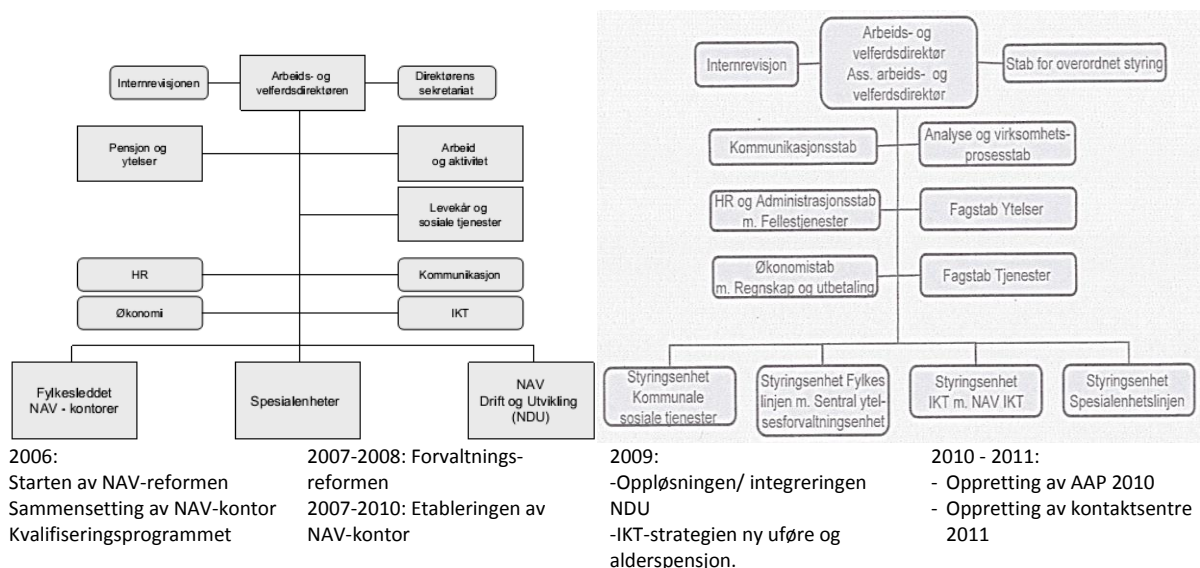 Internrevisjonen
Arbeids- og
velferdsdirektøren
Direktørens
sekretariat
Pensjon og
ytelser
Arbeid
og aktivitet
Levekår og
sosiale tjenester
HR
Kommunikasjon
Økonomi
IKT
Fylkesleddet
NAV - kontorer
Spesialenheter
NAV
Drift og Utvikling
(NDU)
Arbeids- og
velferdsdirektør
Ass. arbeids- og
velferdsdirektør
Internrevisjon
Stab for overordnet styring
Kommunikasjonsstab
Analyse og virksomhets-
prosesstab
HR og Administrasjonsstab
m. Fellestjenester
Fagstab Ytelser
Økonomistab
m. Regnskap og utbetaling
Fagstab Tjenester
Styringsenhet
Kommunale
sosiale tjenester
Styringsenhet Fylkes
linjen m. Sentral ytel-
sesforvaltningsenhet
Styringsenhet
IKT m. NAV IKT
Styringsenhet
Spesialenhetslinjen
2006:
Starten av NAV-reformen
Sammensetting av NAV-kontor
Kvalifiseringsprogrammet
2007-2008: Forvaltnings-
reformen
2007-2010: Etableringen av
NAV-kontor
2009:
-Oppløsningen/ integreringen
NDU
-IKT-strategien ny uføre og
alderspensjon.
2010 - 2011:
- Oppretting av AAP 2010
- Oppretting av kontaktsentre
2011